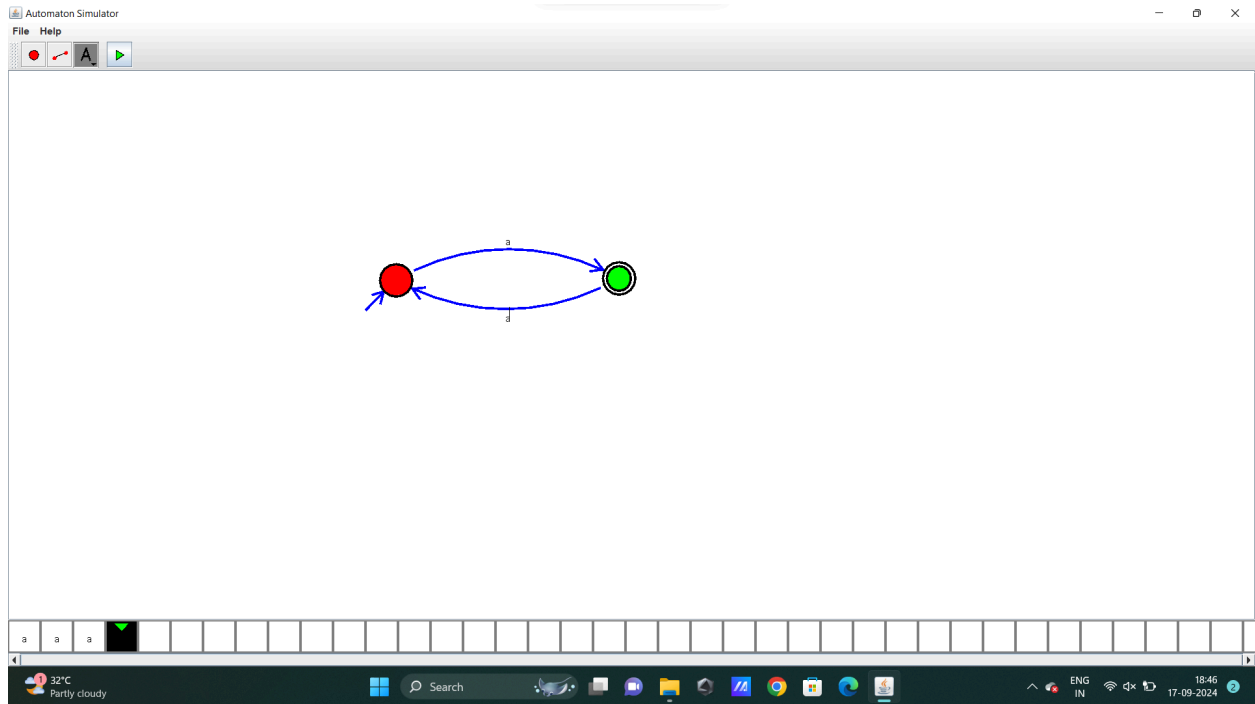 Automaton Simulator
File Help
A
a
a
a a a
1
32°C
Partly cloudy
Search
ENG
IN
18:46
17-09-2024
2